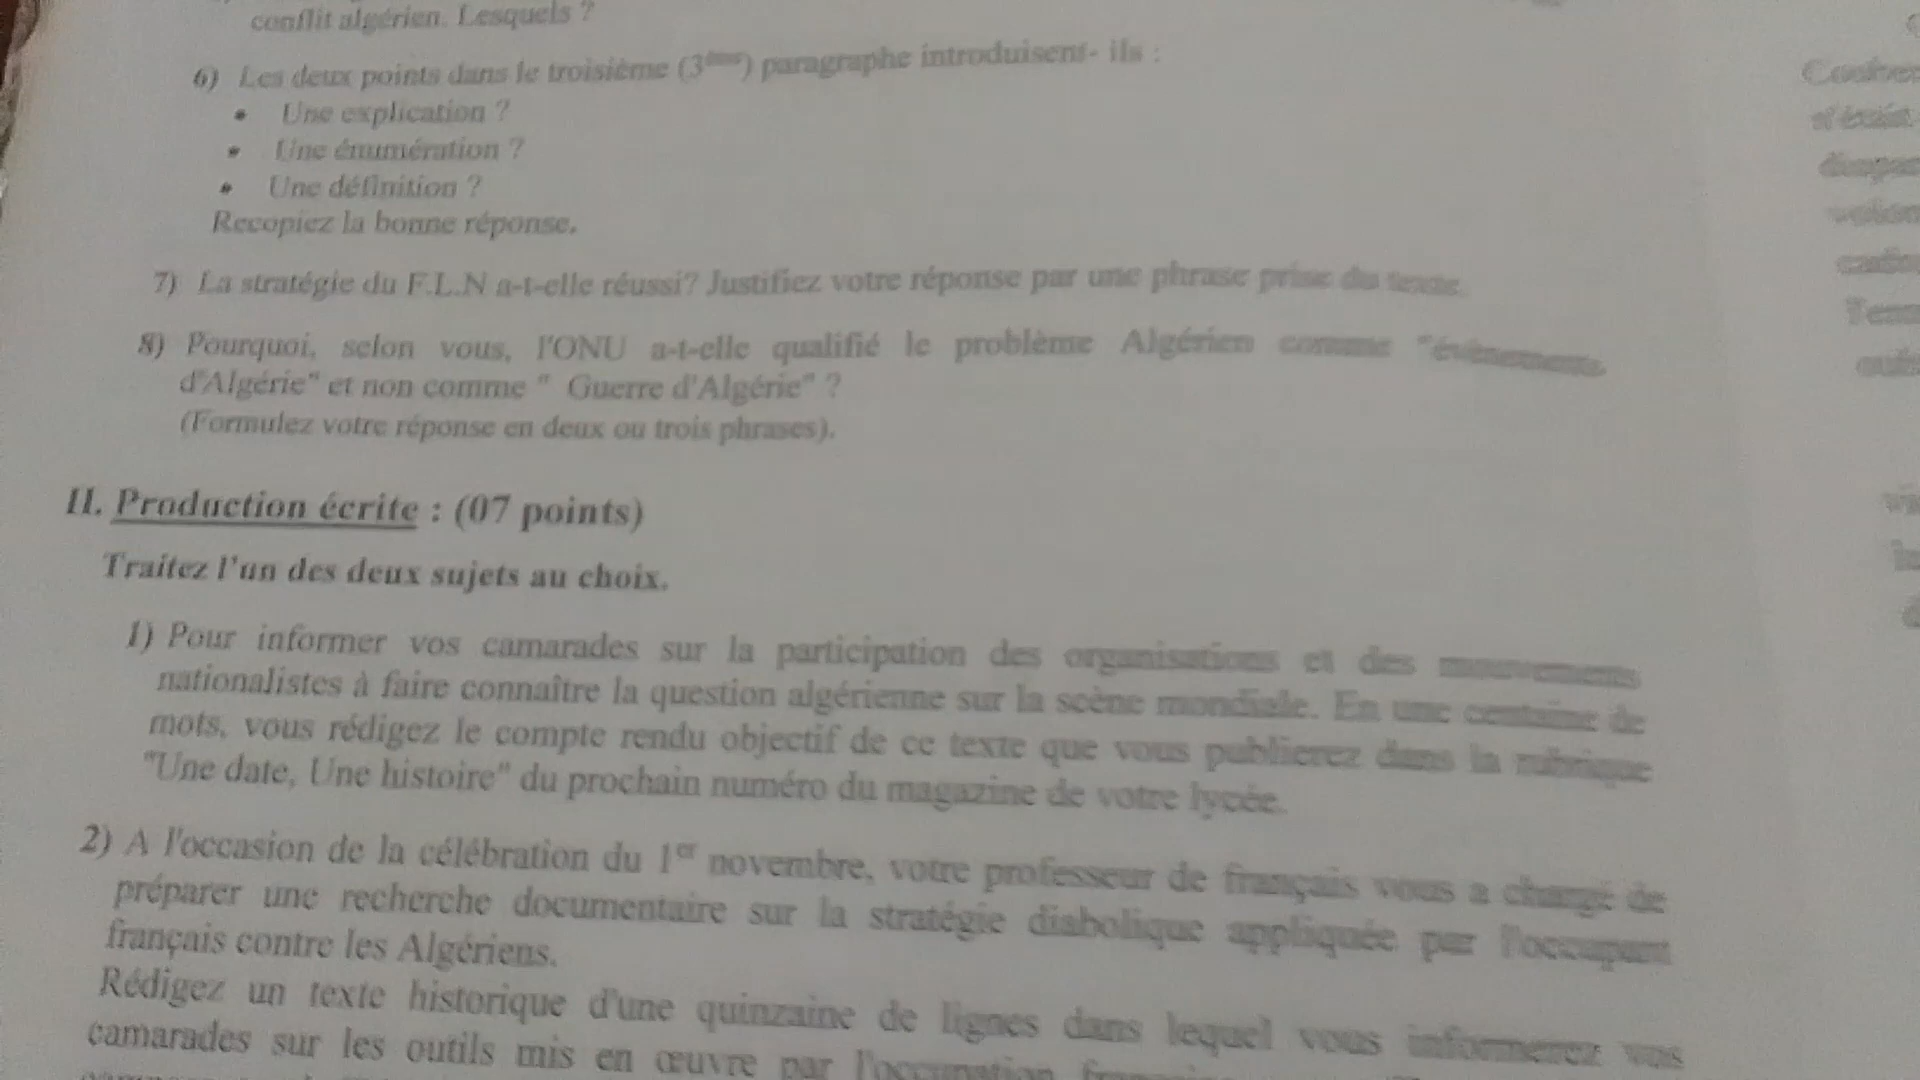 conflit algérien. Lesquels ?
6) Les deux points dans le troisième (3ème) paragraphe introduisent- ils :
• Une explication ?
• Une énumération ?
• Une définition ?
Recopiez la bonne réponse.
7) La stratégie du F.L.N a-t-elle réussi? Justifiez votre réponse par une phrase prise du texte.
8) Pourquoi, selon vous, l'ONU a-t-elle qualifié le problème Algérien comme "évènements
d'Algérie" et non comme " Guerre d'Algérie" ?
(Formulez votre réponse en deux ou trois phrases).
II. Production écrite : (07 points)
Traitez l'un des deux sujets au choix.
1) Pour informer vos camarades sur la participation des organisations et des mouvements
nationalistes à faire connaître la question algérienne sur la scène mondiale. En une centaine de
mots, vous rédigez le compte rendu objectif de ce texte que vous publierez dans la rubrique
"Une date, Une histoire" du prochain numéro du magazine de votre lycée.
2) A l'occasion de la célébration du 1er novembre, votre professeur de français vous a chargé de
préparer une recherche documentaire sur la stratégie diabolique appliquée par l'occupant
français contre les Algériens.
Rédigez un texte historique d'une quinzaine de lignes dans lequel vous informerez vos
camarades sur les outils mis en œuvre par l'occupation